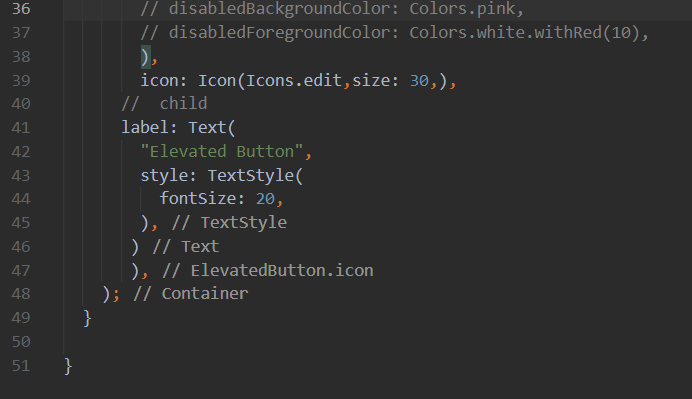 36 // disabledBackgroundColor: Colors.pink,
37 // disabledForegroundColor: Colors.white.withRed(10),
38 ),
39 icon: Icon(Icons.edit,size: 30,),
40 //  child
41 label: Text(
42 "Elevated Button",
43 style: TextStyle(
44 fontSize: 20,
45 ), // TextStyle
46 ) // Text
47 ), // ElevatedButton.icon
48 ); // Container
49 }
50
51 }